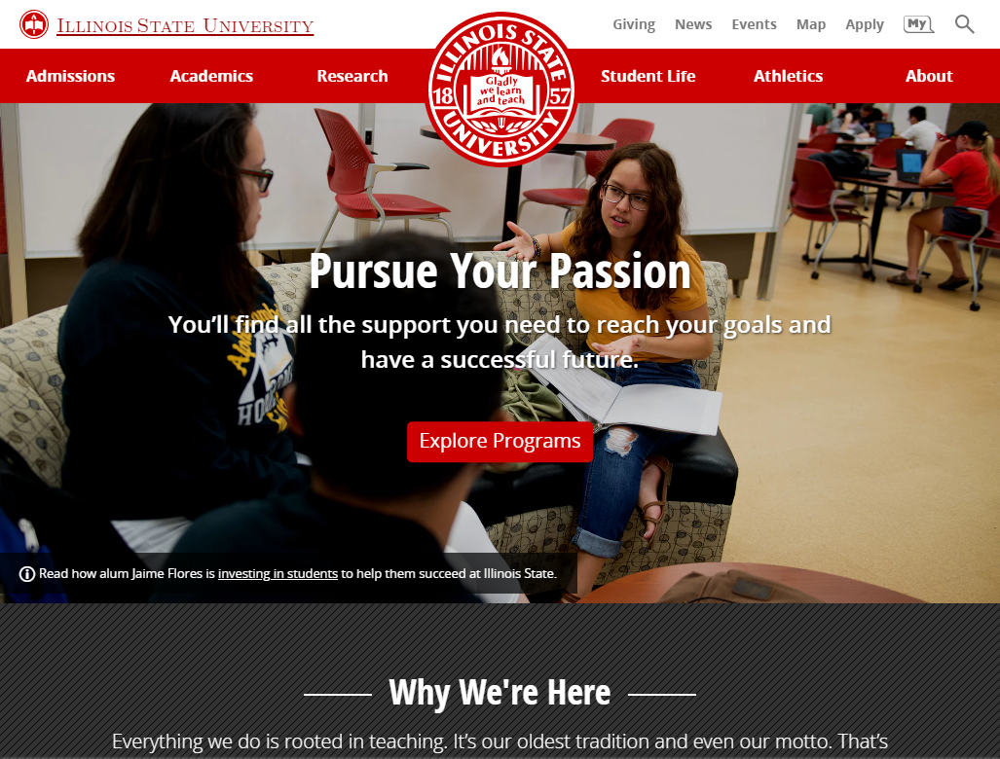 Illinois State University
Giving News Events Map Apply My
Admissions Academics Research Student Life Athletics About
ILLINOIS STATE UNIVERSITY
18 57
Gladly
we learn
and teach
Pursue Your Passion
You'll find all the support you need to reach your goals and
have a successful future.
Explore Programs
Read how alum Jaime Flores is investing in students to help them succeed at Illinois State.
Why We're Here
Everything we do is rooted in teaching. It's our oldest tradition and even our motto. That's